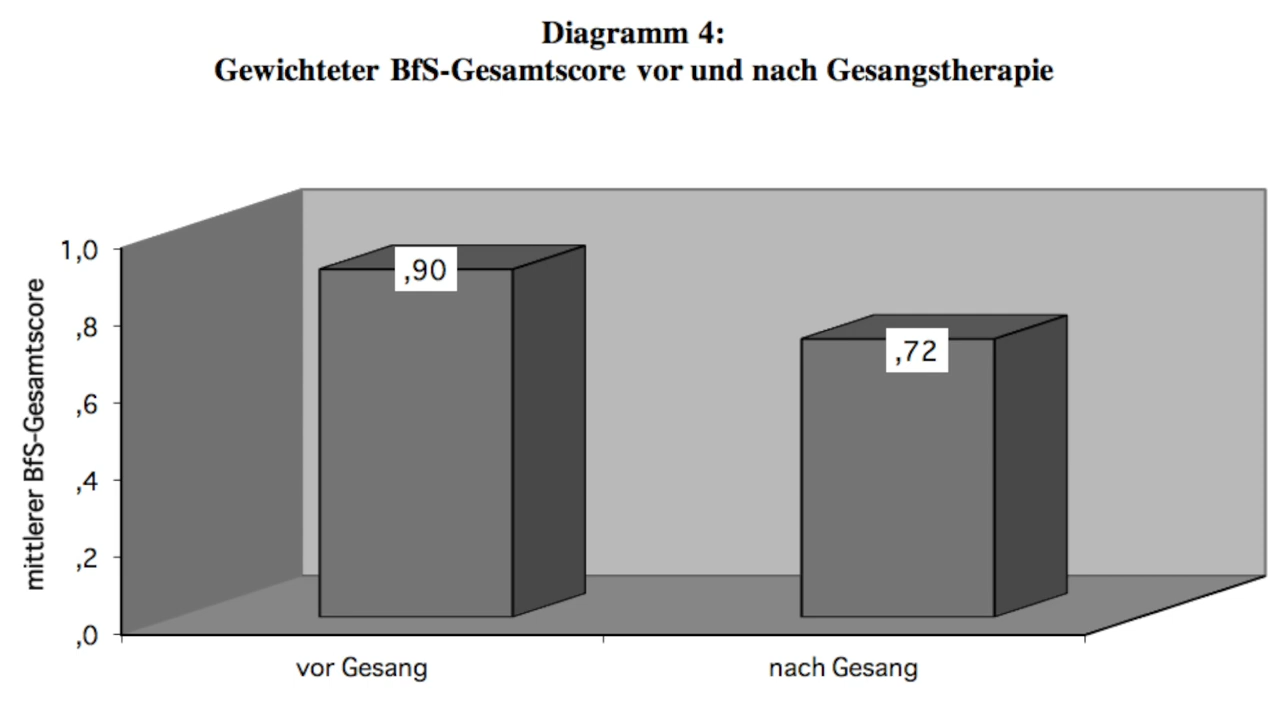 Diagramm 4:
Gewichteter BfS-Gesamtscore vor und nach Gesangstherapie
mittlerer BfS-Gesamtscore
1,0
,8
,6
,4
,2
,0
,90
,72
vor Gesang
nach Gesang